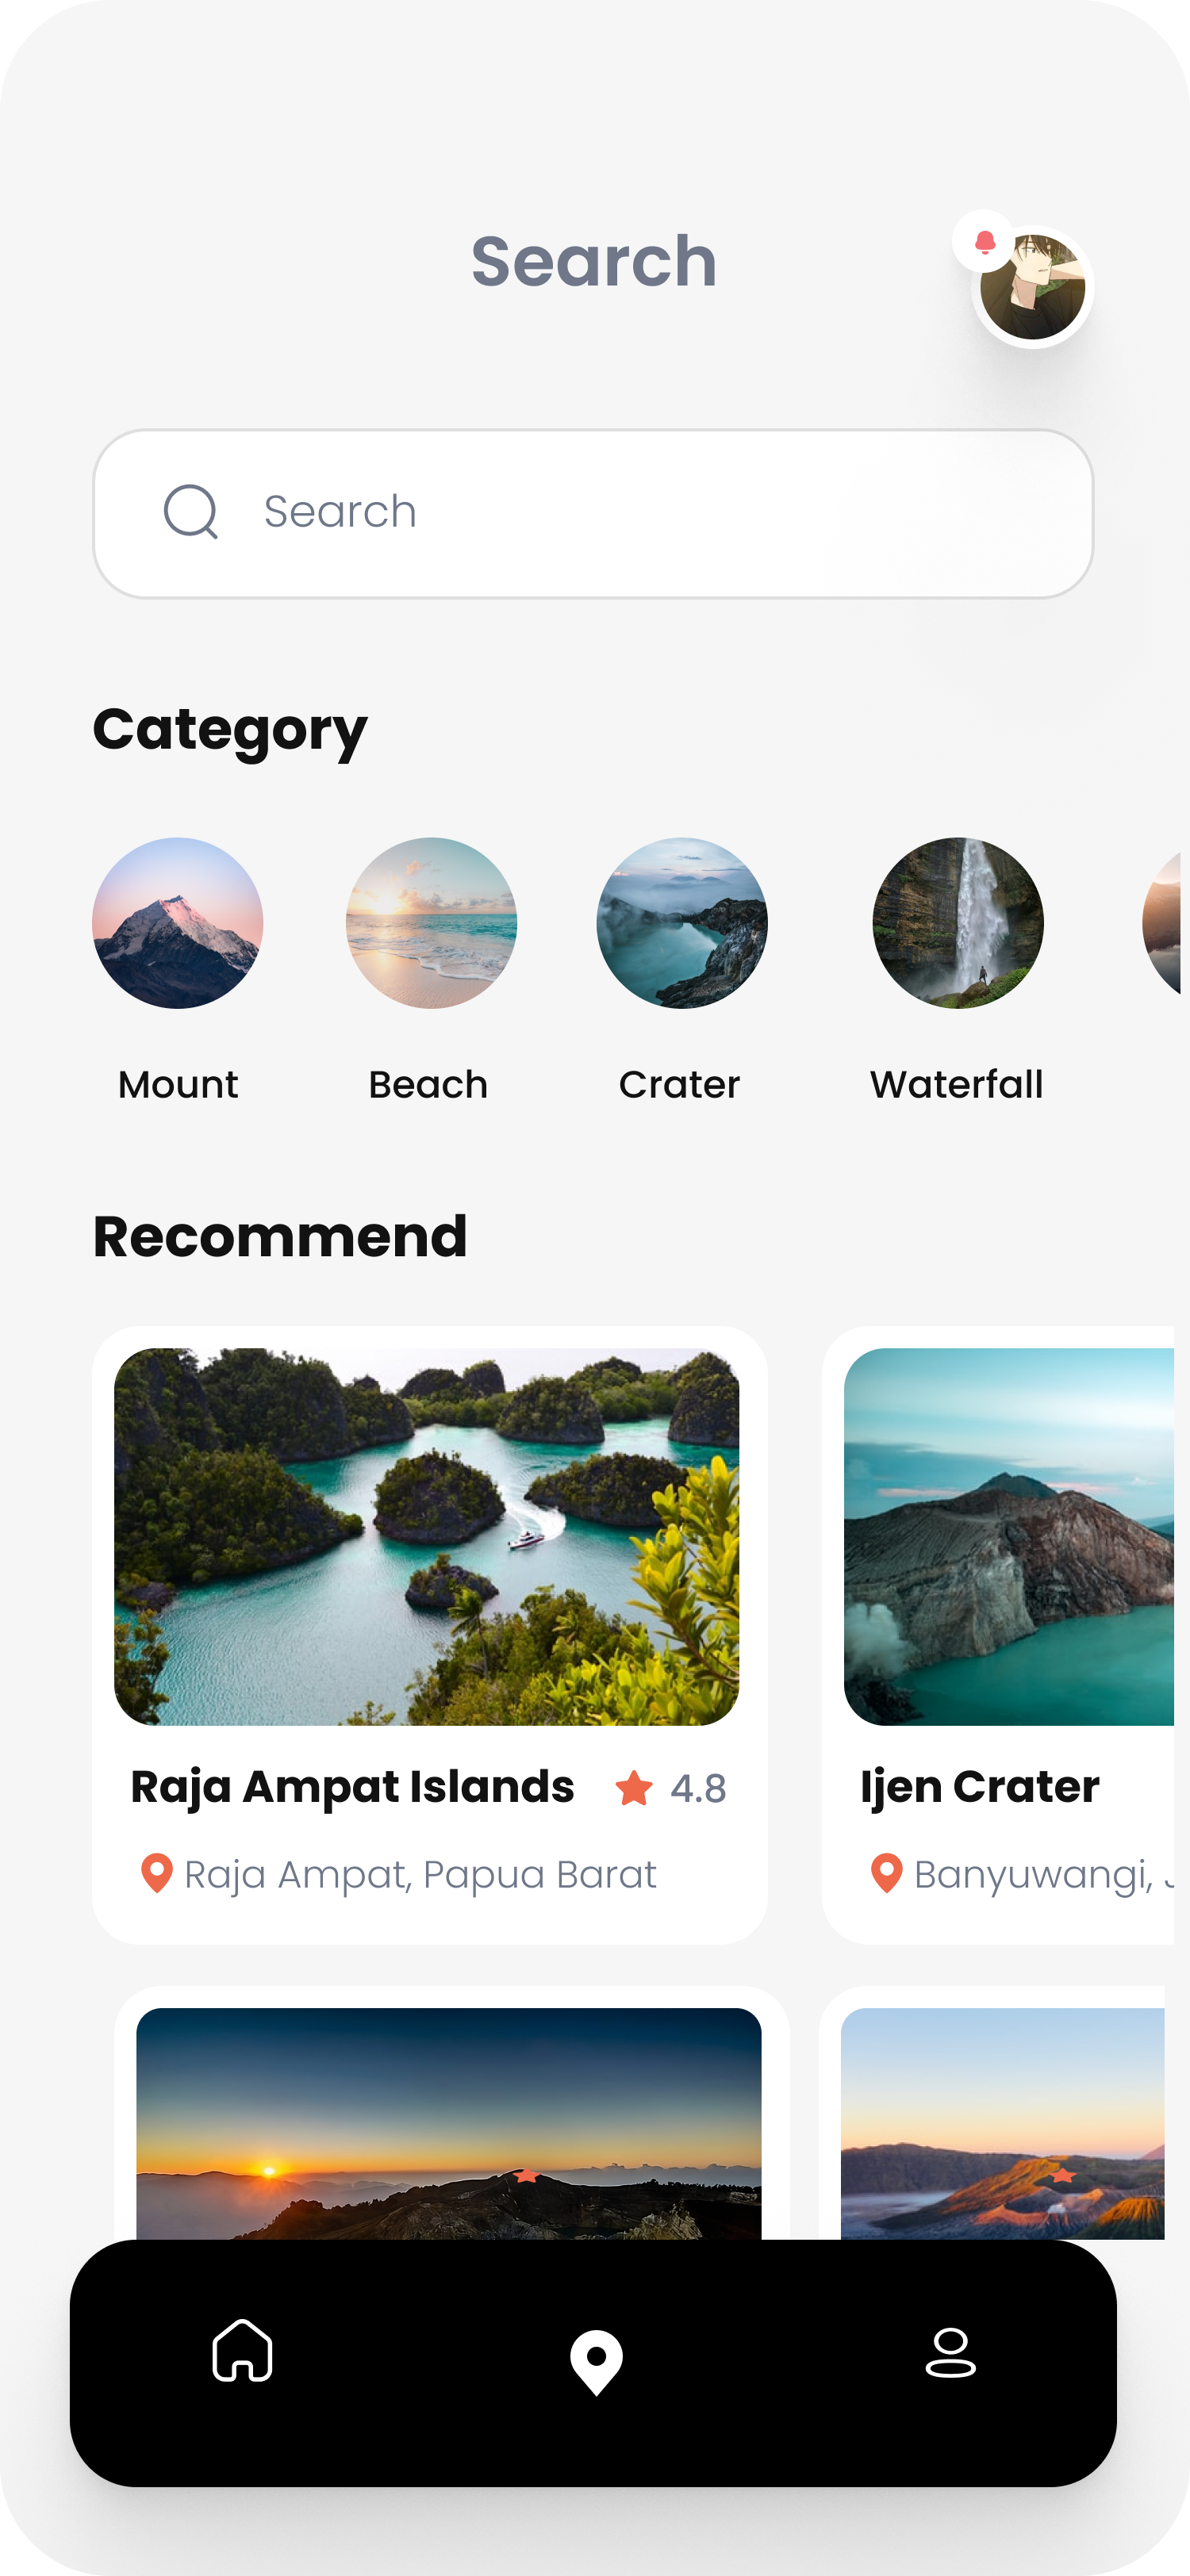 Search
Search
Category
Mount
Beach
Crater
Waterfall
Recommend
Raja Ampat Islands
4.8
Raja Ampat, Papua Barat
Ijen Crater
Banyuwangi,